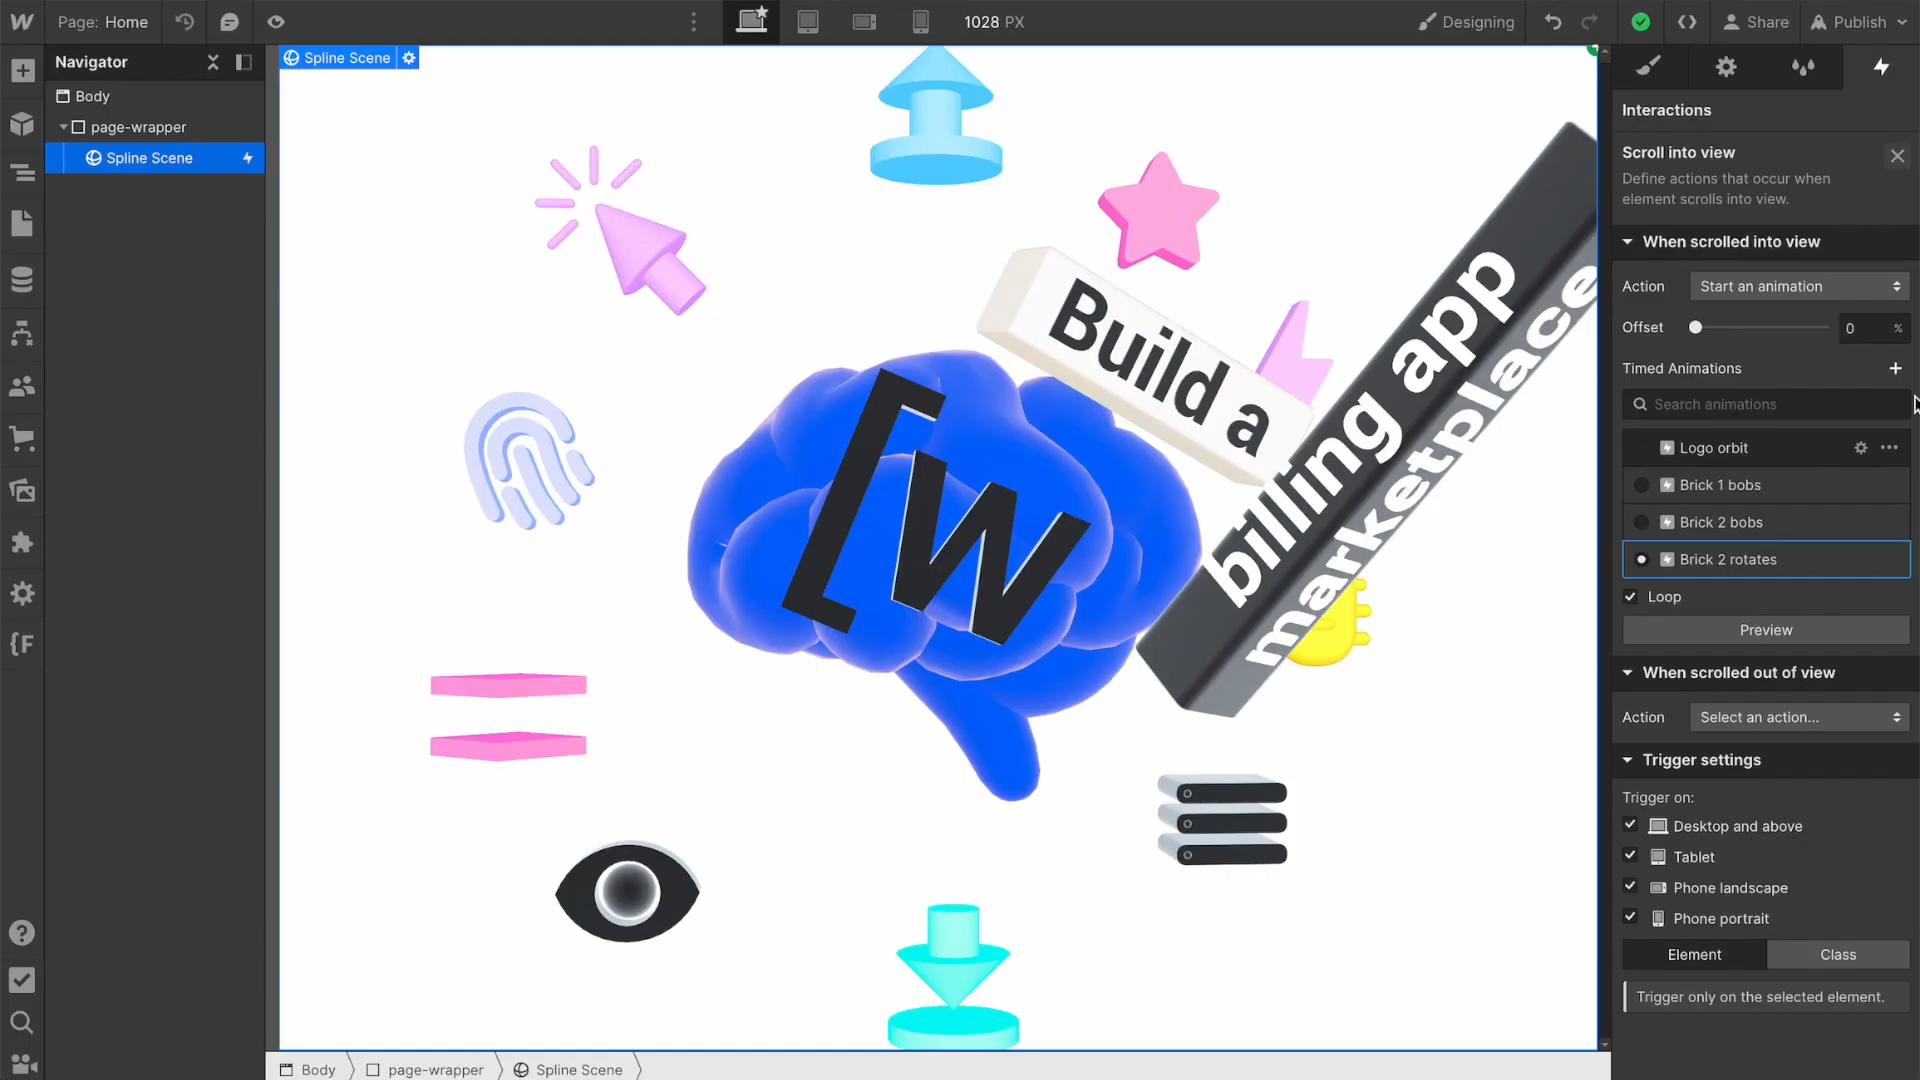 Page: Home
1028 PX
Designing
Share
Publish
Navigator
Body
page-wrapper
Spline Scene
Spline Scene
Build a
billing app
marketplace
[w
Interactions
Scroll into view
Define actions that occur when
element scrolls into view.
When scrolled into view
Action
Start an animation
Offset
0
%
Timed Animations
Search animations
Logo orbit
Brick 1 bobs
Brick 2 bobs
Brick 2 rotates
Loop
Preview
When scrolled out of view
Action
Select an action...
Trigger settings
Trigger on:
Desktop and above
Tablet
Phone landscape
Phone portrait
Element
Class
Trigger only on the selected element.
Body
page-wrapper
Spline Scene